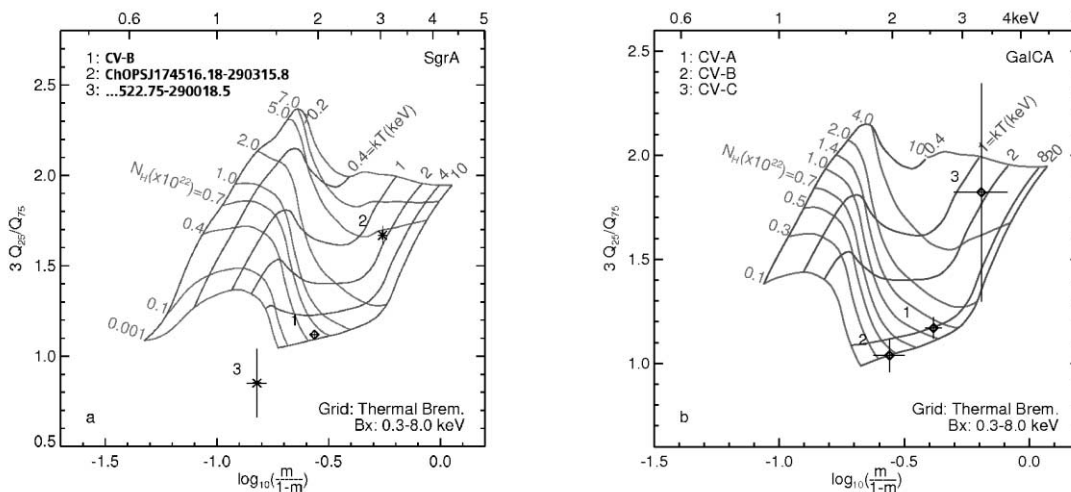 0.6 1 2 3 4 5
1: CV-B SgrA
2: ChOPSJ174516.18-290315.8
3: ...522.75-290018.5
2.5
2.0
1.5
1.0
0.5
3 Q25/Q75
7.0
5.0
0.2
2.0
0.4=kT(keV)
1 2 4 10
1.0
NH(x10^22)=0.7
0.4
0.1
0.001
2
1
3
a
Grid: Thermal Brem.
Bx: 0.3-8.0 keV
-1.5 -1.0 -0.5 0.0
log10(m/1-m)
0.6 1 2 3 4keV
1: CV-A GalCA
2: CV-B
3: CV-C
2.5
2.0
1.5
1.0
3 Q25/Q75
4.0
2.0
1.4
1.0
NH(x10^22)=0.7
0.5
0.3
0.1
10
0.4
1=kT(keV)
2
8
20
3
1
2
b
Grid: Thermal Brem.
Bx: 0.3-8.0 keV
-1.5 -1.0 -0.5 0.0
log10(m/1-m)